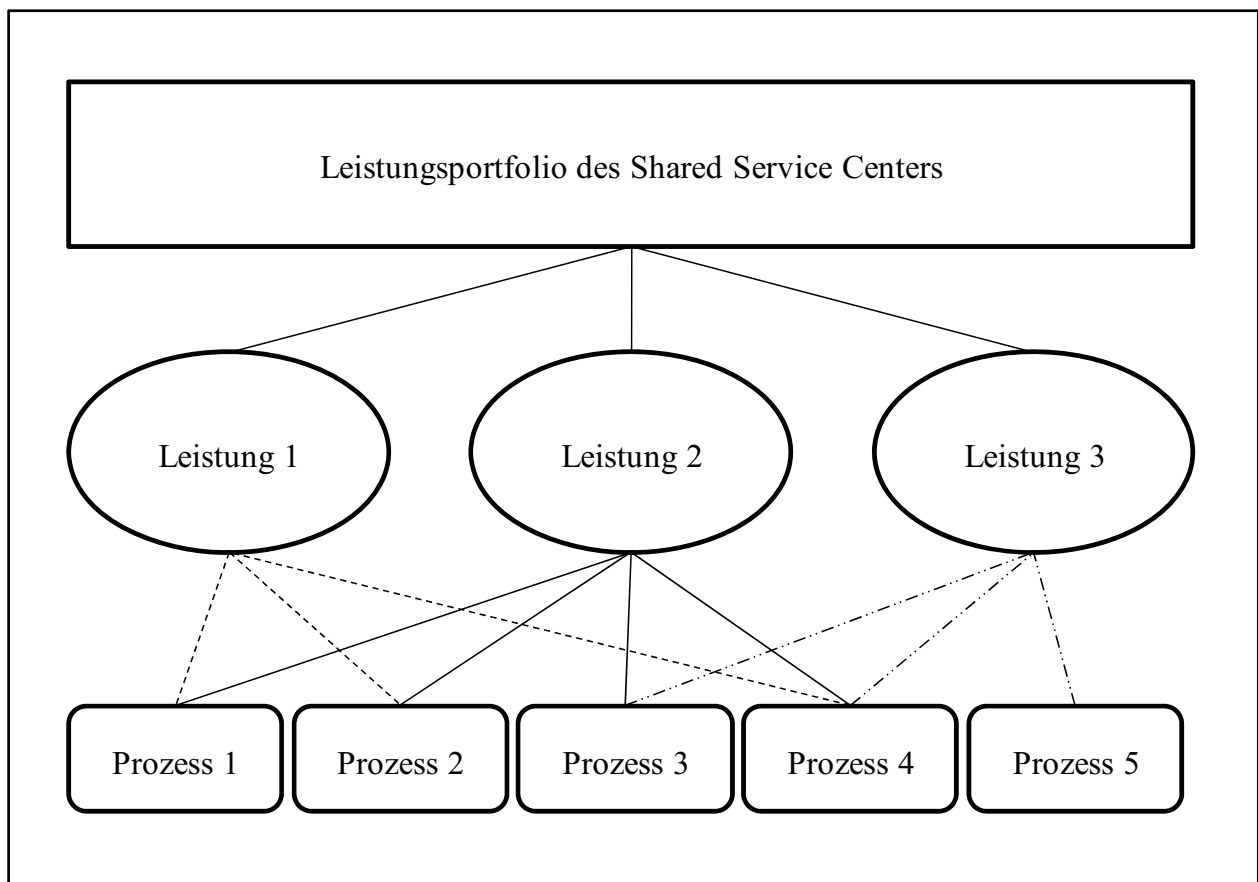 Leistungsportfolio des Shared Service Centers
Leistung 1
Leistung 2
Leistung 3
Prozess 1
Prozess 2
Prozess 3
Prozess 4
Prozess 5